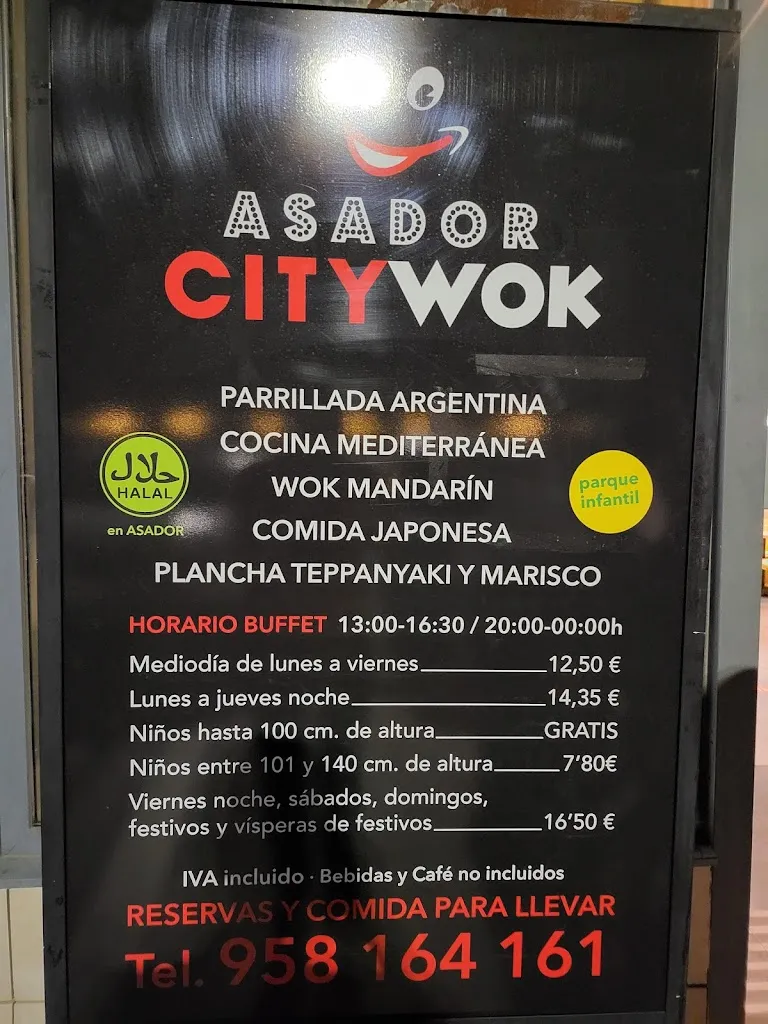 ASADOR
CITYWOK
PARRILLADA ARGENTINA
COCINA MEDITERRÁNEA
WOK MANDARÍN
COMIDA JAPONESA
PLANCHA TEPPANYAKI Y MARISCO
حلال
HALAL
en ASADOR
parque
infantil
HORARIO BUFFET 13:00-16:30 / 20:00-00:00h
Mediodía de lunes a viernes 12,50 €
Lunes a jueves noche 14,35 €
Niños hasta 100 cm. de altura GRATIS
Niños entre 101 y 140 cm. de altura 7'80€
Viernes noche, sábados, domingos,
festivos y vísperas de festivos 16'50 €
IVA incluido · Bebidas y Café no incluidos
RESERVAS Y COMIDA PARA LLEVAR
Tel. 958 164 161